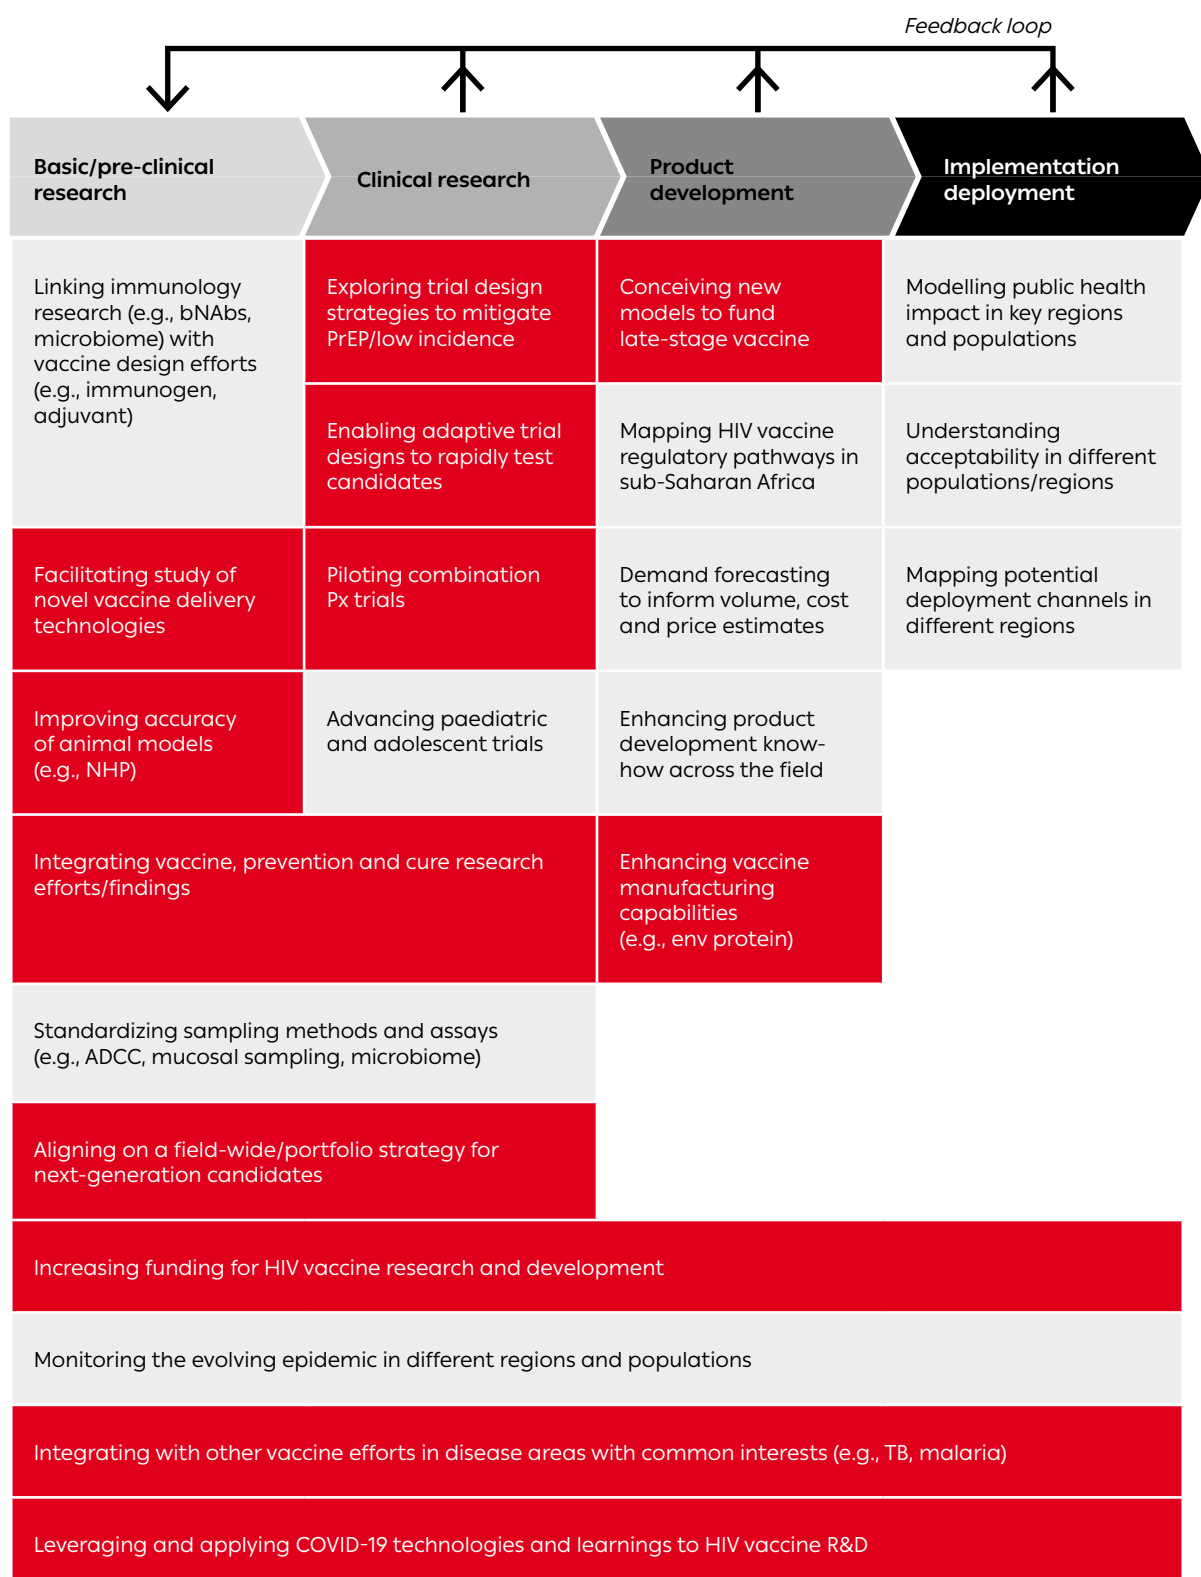 Feedback loop
Basic/pre-clinical
research
Clinical research
Product
development
Implementation
deployment
Linking immunology
research (e.g., bNAbs,
microbiome) with
vaccine design efforts
(e.g., immunogen,
adjuvant)
Exploring trial design
strategies to mitigate
PrEP/low incidence
Conceiving new
models to fund
late-stage vaccine
Modelling public health
impact in key regions
and populations
Enabling adaptive trial
designs to rapidly test
candidates
Mapping HIV vaccine
regulatory pathways in
sub-Saharan Africa
Understanding
acceptability in different
populations/regions
Facilitating study of
novel vaccine delivery
technologies
Piloting combination
Px trials
Demand forecasting
to inform volume, cost
and price estimates
Mapping potential
deployment channels in
different regions
Improving accuracy
of animal models
(e.g., NHP)
Advancing paediatric
and adolescent trials
Enhancing product
development know-
how across the field
Integrating vaccine, prevention and cure research
efforts/findings
Enhancing vaccine
manufacturing
capabilities
(e.g., env protein)
Standardizing sampling methods and assays
(e.g., ADCC, mucosal sampling, microbiome)
Aligning on a field-wide/portfolio strategy for
next-generation candidates
Increasing funding for HIV vaccine research and development
Monitoring the evolving epidemic in different regions and populations
Integrating with other vaccine efforts in disease areas with common interests (e.g., TB, malaria)
Leveraging and applying COVID-19 technologies and learnings to HIV vaccine R&D